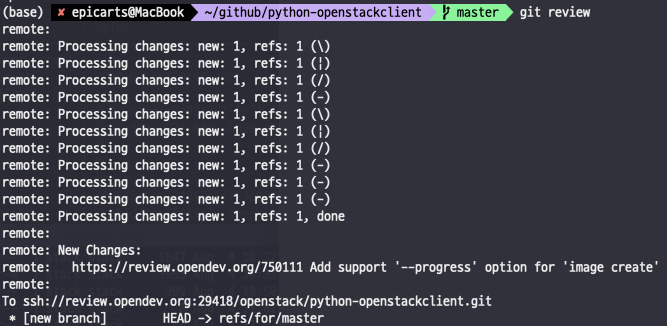 (base) ✘ epicarts@MacBook ~/github/python-openstackclient master git review
remote:
remote: Processing changes: new: 1, refs: 1 (\)
remote: Processing changes: new: 1, refs: 1 (|)
remote: Processing changes: new: 1, refs: 1 (/)
remote: Processing changes: new: 1, refs: 1 (-)
remote: Processing changes: new: 1, refs: 1 (\)
remote: Processing changes: new: 1, refs: 1 (|)
remote: Processing changes: new: 1, refs: 1 (/)
remote: Processing changes: new: 1, refs: 1 (-)
remote: Processing changes: new: 1, refs: 1 (-)
remote: Processing changes: new: 1, refs: 1 (-)
remote: Processing changes: new: 1, refs: 1, done
remote:
remote: New Changes:
remote:   https://review.opendev.org/750111 Add support '--progress' option for 'image create'
remote:
To ssh://review.opendev.org:29418/openstack/python-openstackclient.git
 * [new branch]        HEAD -> refs/for/master